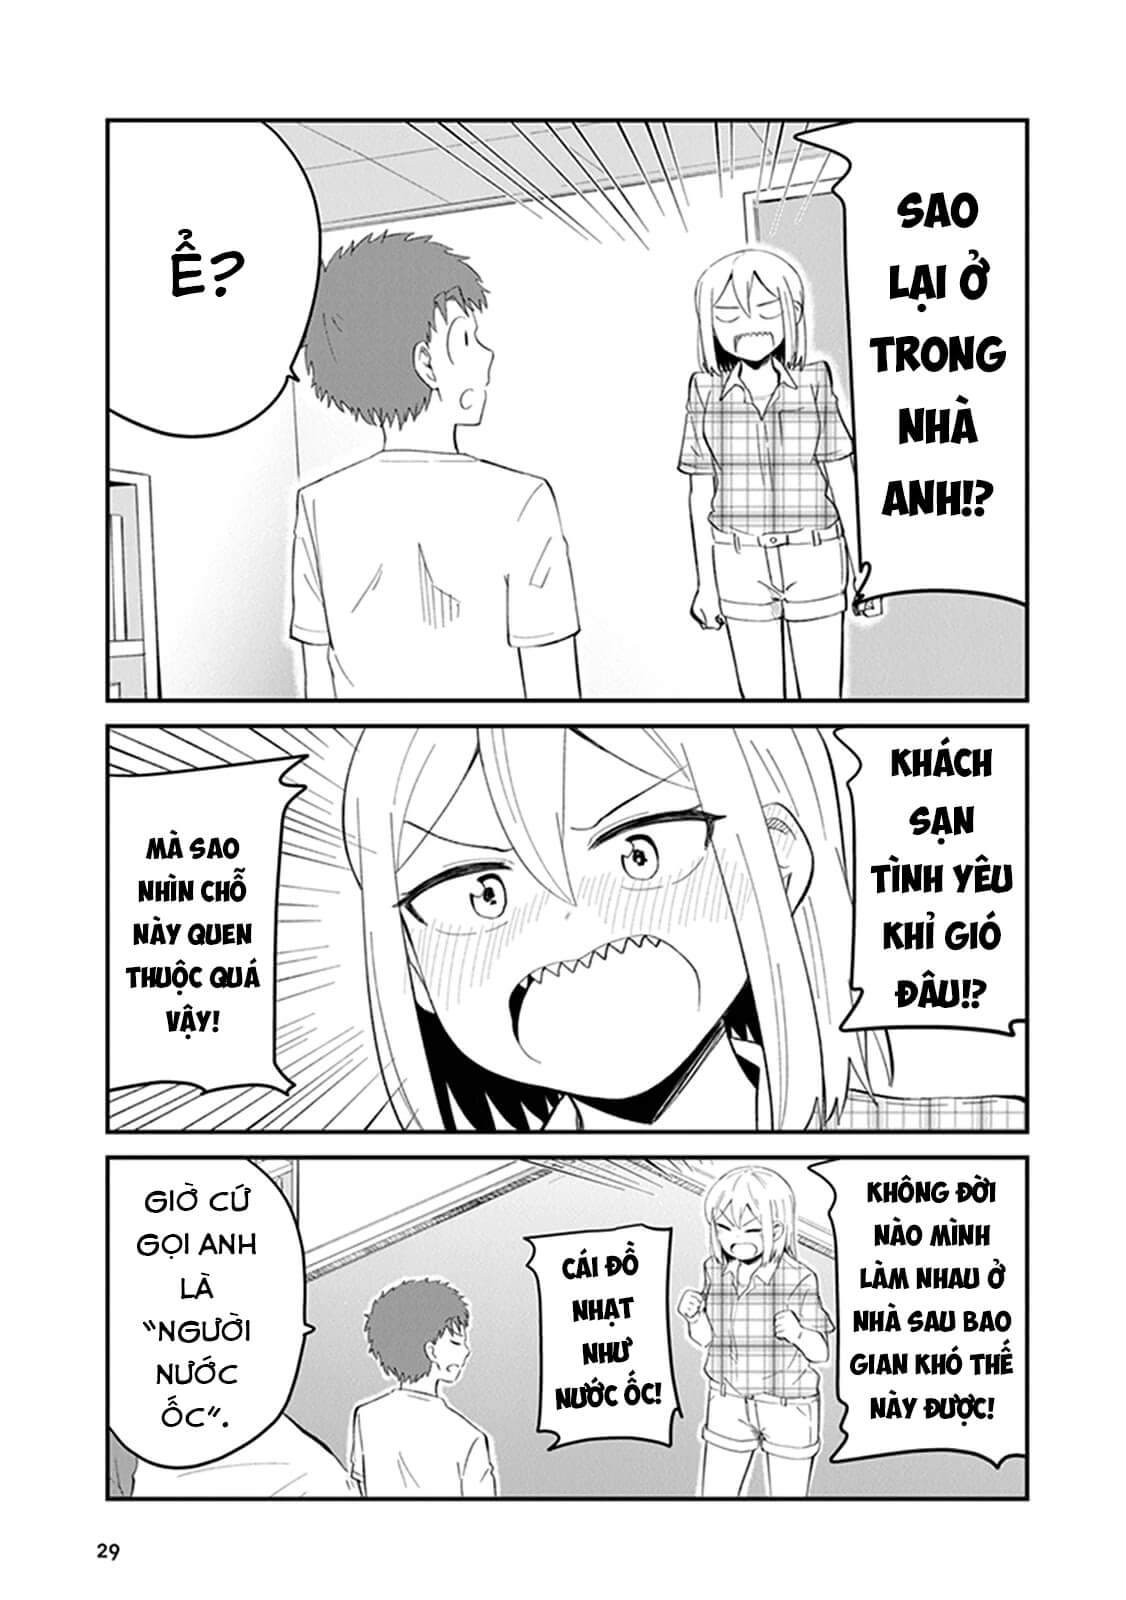 SAO
LẠI Ở
TRONG
NHÀ
ANH!?
Ể?
KHÁCH
SẠN
TÌNH YÊU
KHỈ GIÓ
ĐÂU!?
MÀ SAO
NHÌN CHỖ
NÀY QUEN
THUỘC QUÁ
VẬY!
KHÔNG ĐỜI
NÀO MÌNH
LÀM NHAU Ở
NHÀ SAU BAO
GIAN KHÓ THẾ
NÀY ĐƯỢC!
CÁI ĐỒ
NHẠT
NHƯ
NƯỚC ỐC!
GIỜ CỨ
GỌI ANH
LÀ
"NGƯỜI
NƯỚC
ỐC".
29